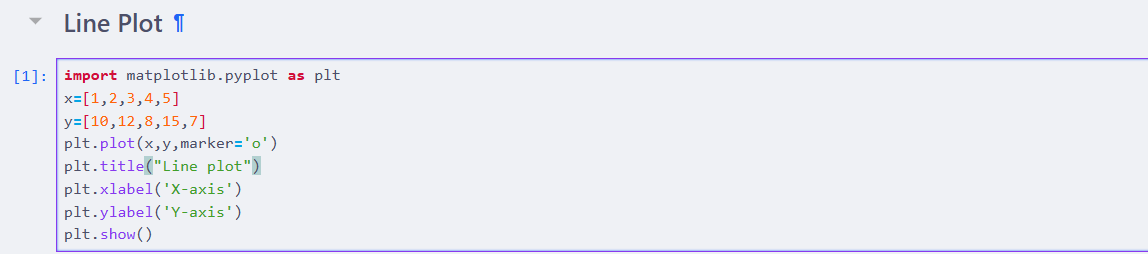 Line Plot ¶
[1]:
import matplotlib.pyplot as plt
x=[1,2,3,4,5]
y=[10,12,8,15,7]
plt.plot(x,y,marker='o')
plt.title("Line plot")
plt.xlabel('X-axis')
plt.ylabel('Y-axis')
plt.show()